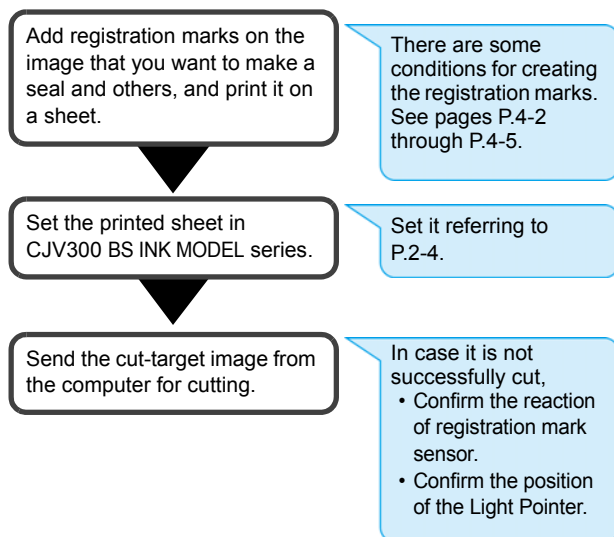 Add registration marks on the
image that you want to make a
seal and others, and print it on
a sheet.
There are some
conditions for creating
the registration marks.
See pages P.4-2
through P.4-5.
Set the printed sheet in
CJV300 BS INK MODEL series.
Set it referring to
P.2-4.
Send the cut-target image from
the computer for cutting.
In case it is not
successfully cut,
• Confirm the reaction
of registration mark
sensor.
• Confirm the position
of the Light Pointer.